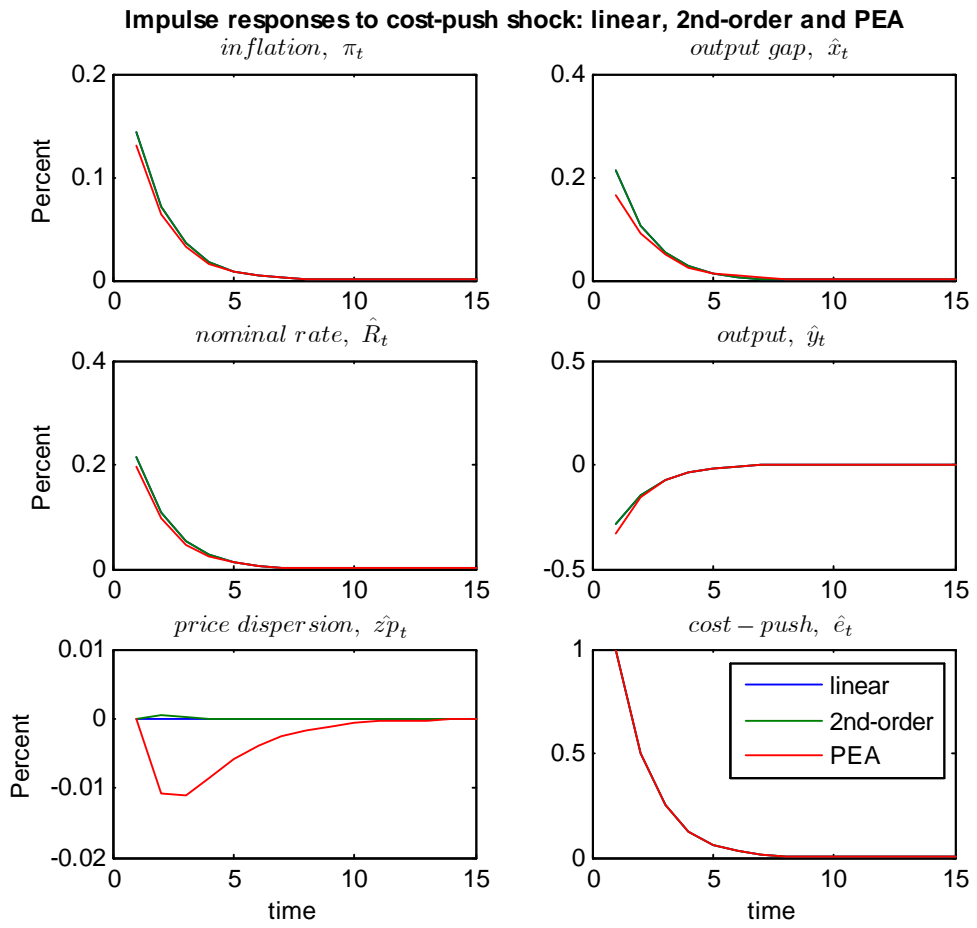 Impulse responses to cost-push shock: linear, 2nd-order and PEA
inflation, π_t
output gap, x̂_t
0.2
0.1
0
Percent
0 5 10 15
0.4
0.2
0
0 5 10 15
nominal rate, R̂_t
output, ŷ_t
0.4
0.2
0
Percent
0 5 10 15
0.5
0
-0.5
0 5 10 15
price dispersion, ẑp_t
cost − push, ê_t
0.01
0
-0.01
-0.02
Percent
0 5 10 15
time
1
0.5
0
linear
2nd-order
PEA
0 5 10 15
time